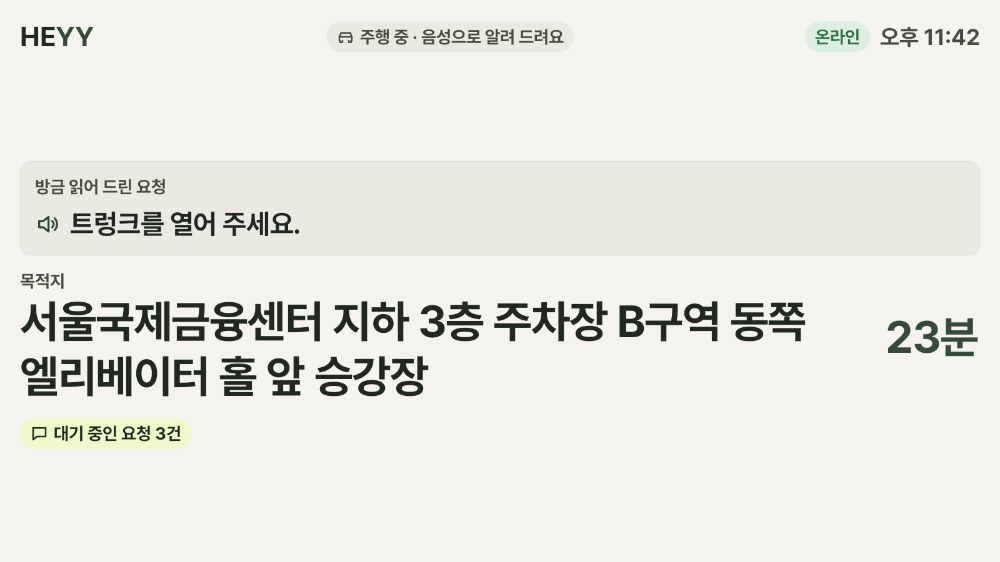 HEYY
주행 중 · 음성으로 알려 드려요
온라인
오후 11:42
방금 읽어 드린 요청
트렁크를 열어 주세요.
목적지
서울국제금융센터 지하 3층 주차장 B구역 동쪽
엘리베이터 홀 앞 승강장
23분
대기 중인 요청 3건